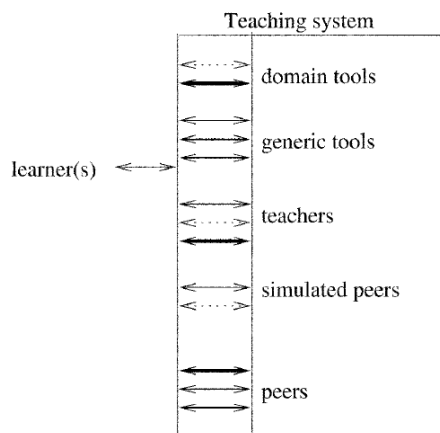 Teaching system
domain tools
generic tools
learner(s)
teachers
simulated peers
peers